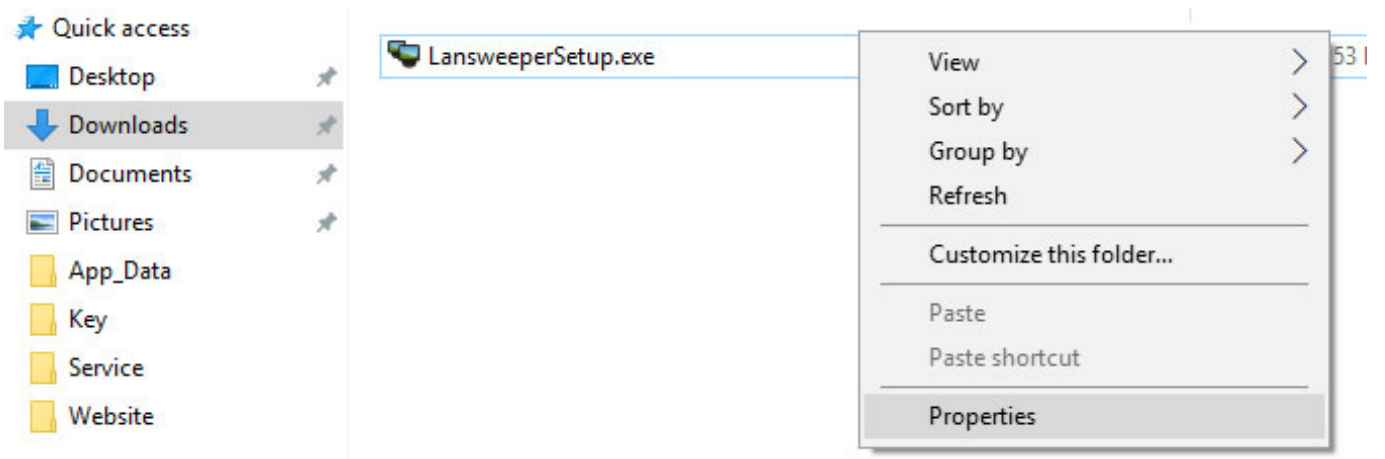 Quick access
Desktop
Downloads
Documents
Pictures
App_Data
Key
Service
Website
LansweeperSetup.exe
53
View
Sort by
Group by
Refresh
Customize this folder...
Paste
Paste shortcut
Properties